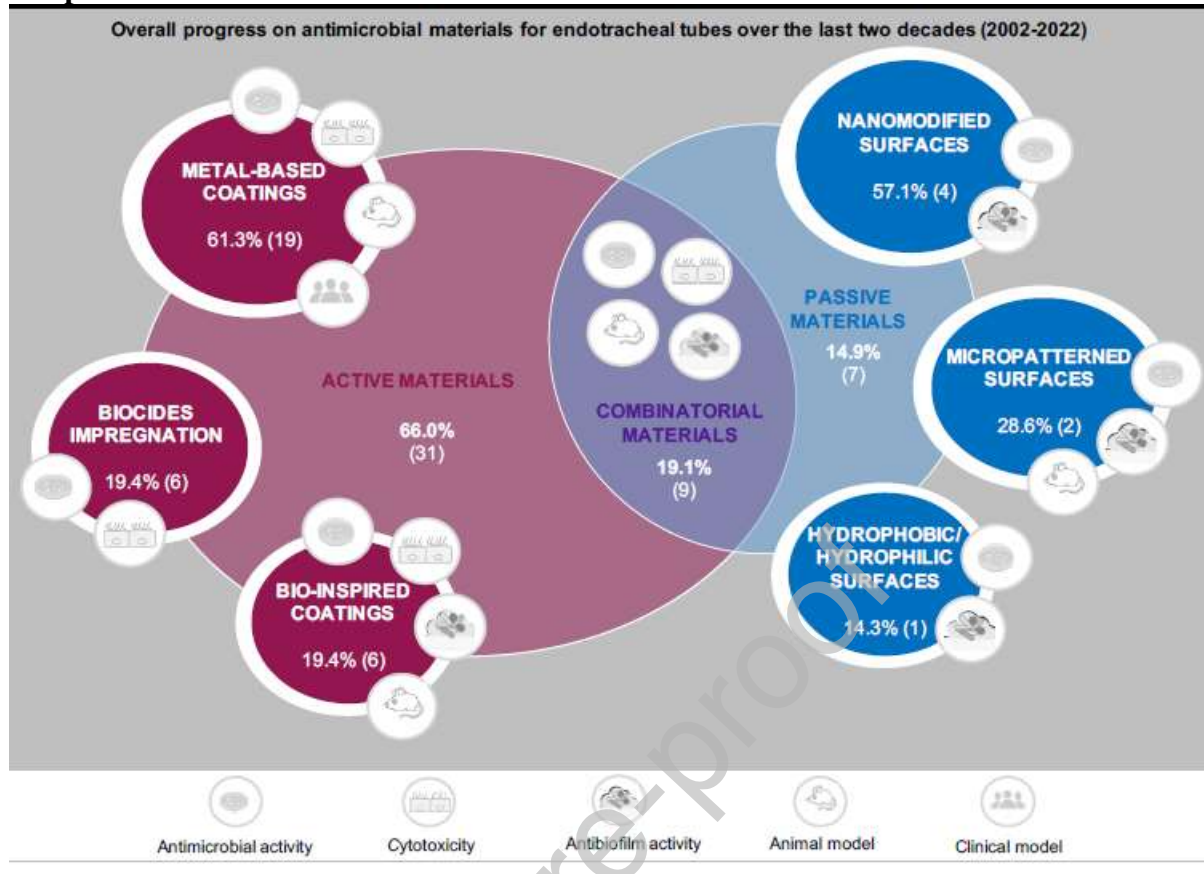 Overall progress on antimicrobial materials for endotracheal tubes over the last two decades (2002-2022)
METAL-BASED
COATINGS
61.3% (19)
BIOCIDES
IMPREGNATION
19.4% (6)
BIO-INSPIRED
COATINGS
19.4% (6)
ACTIVE MATERIALS
66.0%
(31)
COMBINATORIAL
MATERIALS
19.1%
(9)
PASSIVE
MATERIALS
14.9%
(7)
NANOMODIFIED
SURFACES
57.1% (4)
MICROPATTERNED
SURFACES
28.6% (2)
HYDROPHOBIC/
HYDROPHILIC
SURFACES
14.3% (1)
Antimicrobial activity
Cytotoxicity
Antibiofilm activity
Animal model
Clinical model
re-proof